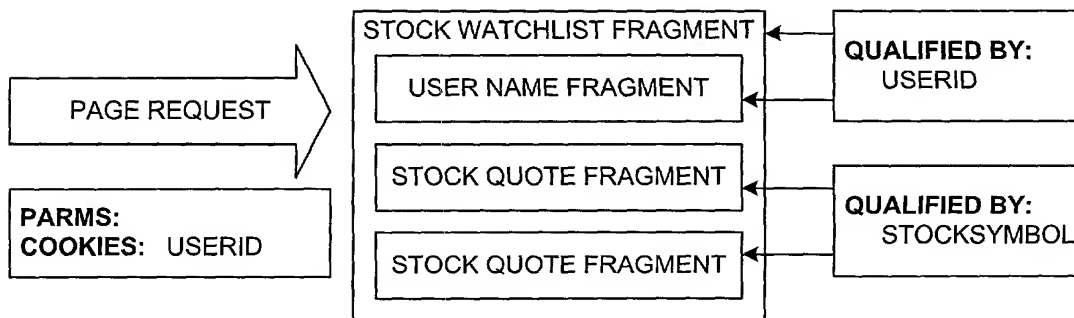 PAGE REQUEST
PARMS:
COOKIES: USERID
STOCK WATCHLIST FRAGMENT
USER NAME FRAGMENT
STOCK QUOTE FRAGMENT
STOCK QUOTE FRAGMENT
QUALIFIED BY:
USERID
QUALIFIED BY:
STOCKSYMBOL